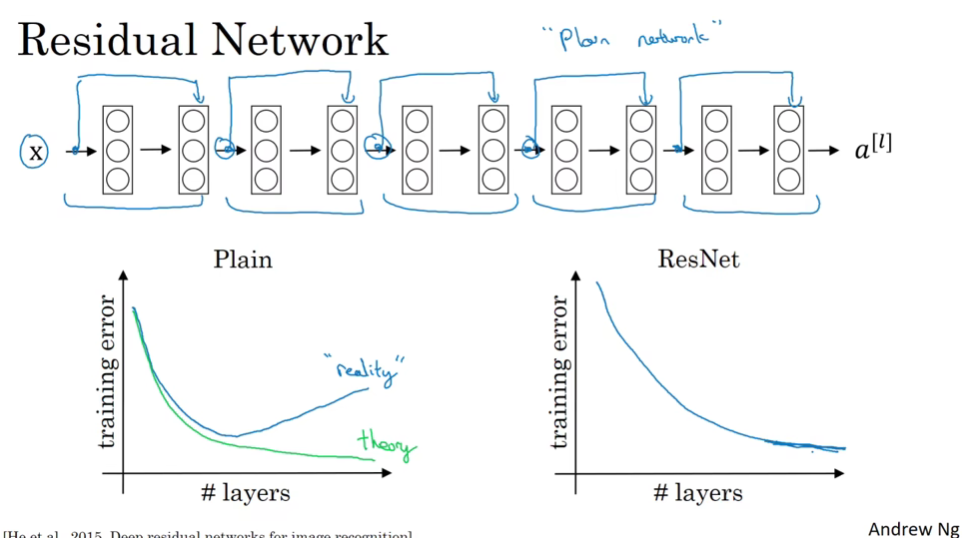 Residual Network
"Plain network"
x
a[l]
Plain
ResNet
training error
"reality"
theory
# layers
training error
# layers
Andrew Ng
[He et al., 2015. Deep residual networks for image recognition]